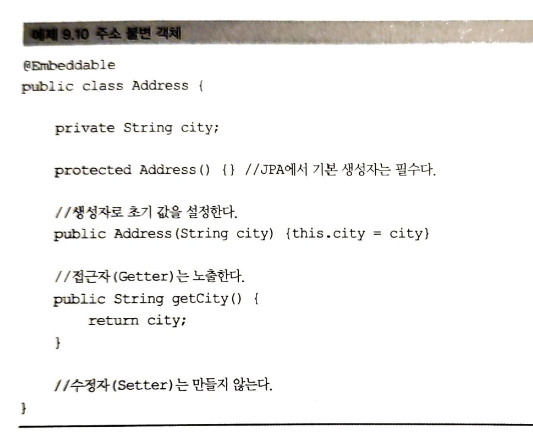 예제 9.10 주소 불변 객체
@Embeddable
public class Address {
private String city;
protected Address() {} //JPA에서 기본 생성자는 필수다.
//생성자로 초기 값을 설정한다.
public Address(String city) {this.city = city}
//접근자(Getter)는 노출한다.
public String getCity() {
return city;
}
//수정자(Setter)는 만들지 않는다.
}